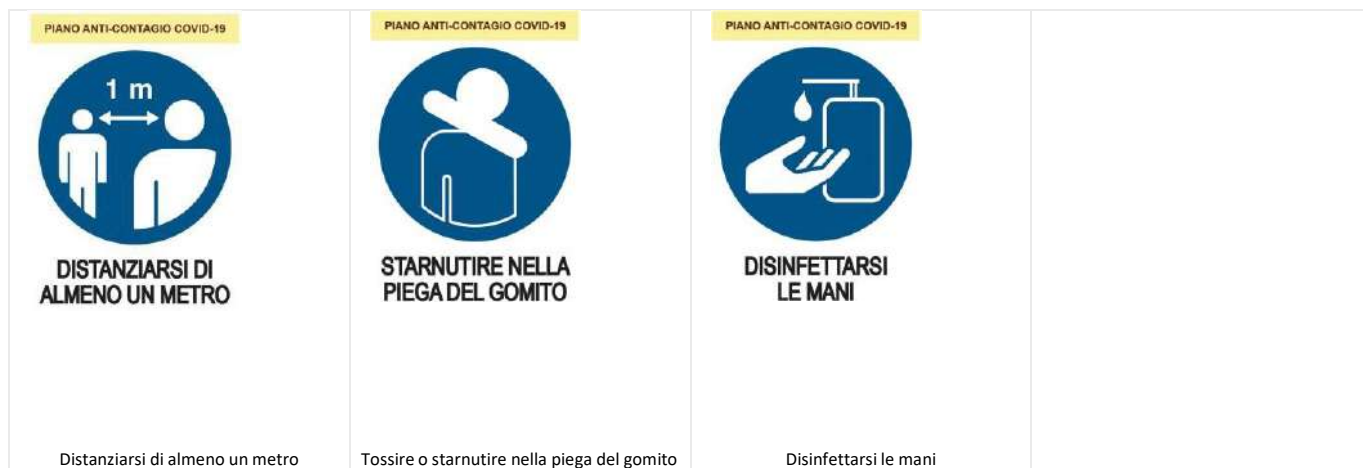 PIANO ANTI-CONTAGIO COVID-19
1 m
DISTANZIARSI DI
ALMENO UN METRO
Distanziarsi di almeno un metro
PIANO ANTI-CONTAGIO COVID-19
STARNUTIRE NELLA
PIEGA DEL GOMITO
Tossire o starnutire nella piega del gomito
PIANO ANTI-CONTAGIO COVID-19
DISINFETTARSI
LE MANI
Disinfettarsi le mani